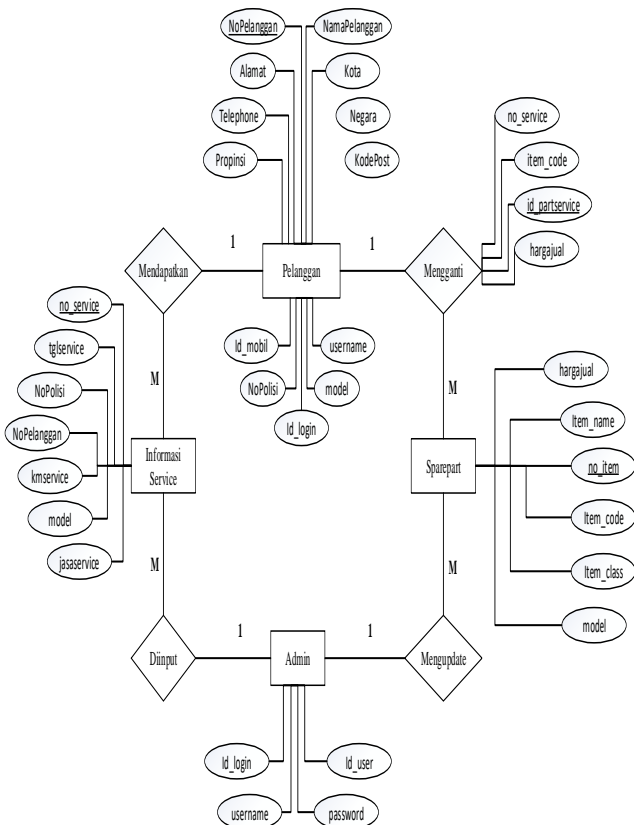 NoPelanggan
NamaPelanggan
Alamat
Kota
Telephone
Negara
Propinsi
KodePost
no_service
item_code
id_partservice
hargajual
Mendapatkan
1
Pelanggan
1
Mengganti
no_service
tglservice
NoPolisi
NoPelanggan
kmservice
model
jasaservice
M
Id_mobil
username
NoPolisi
model
Id_login
M
hargajual
Item_name
no_item
Item_code
Item_class
model
Informasi
Service
Sparepart
M
M
Diinput
1
Admin
1
Mengupdate
Id_login
Id_user
username
password